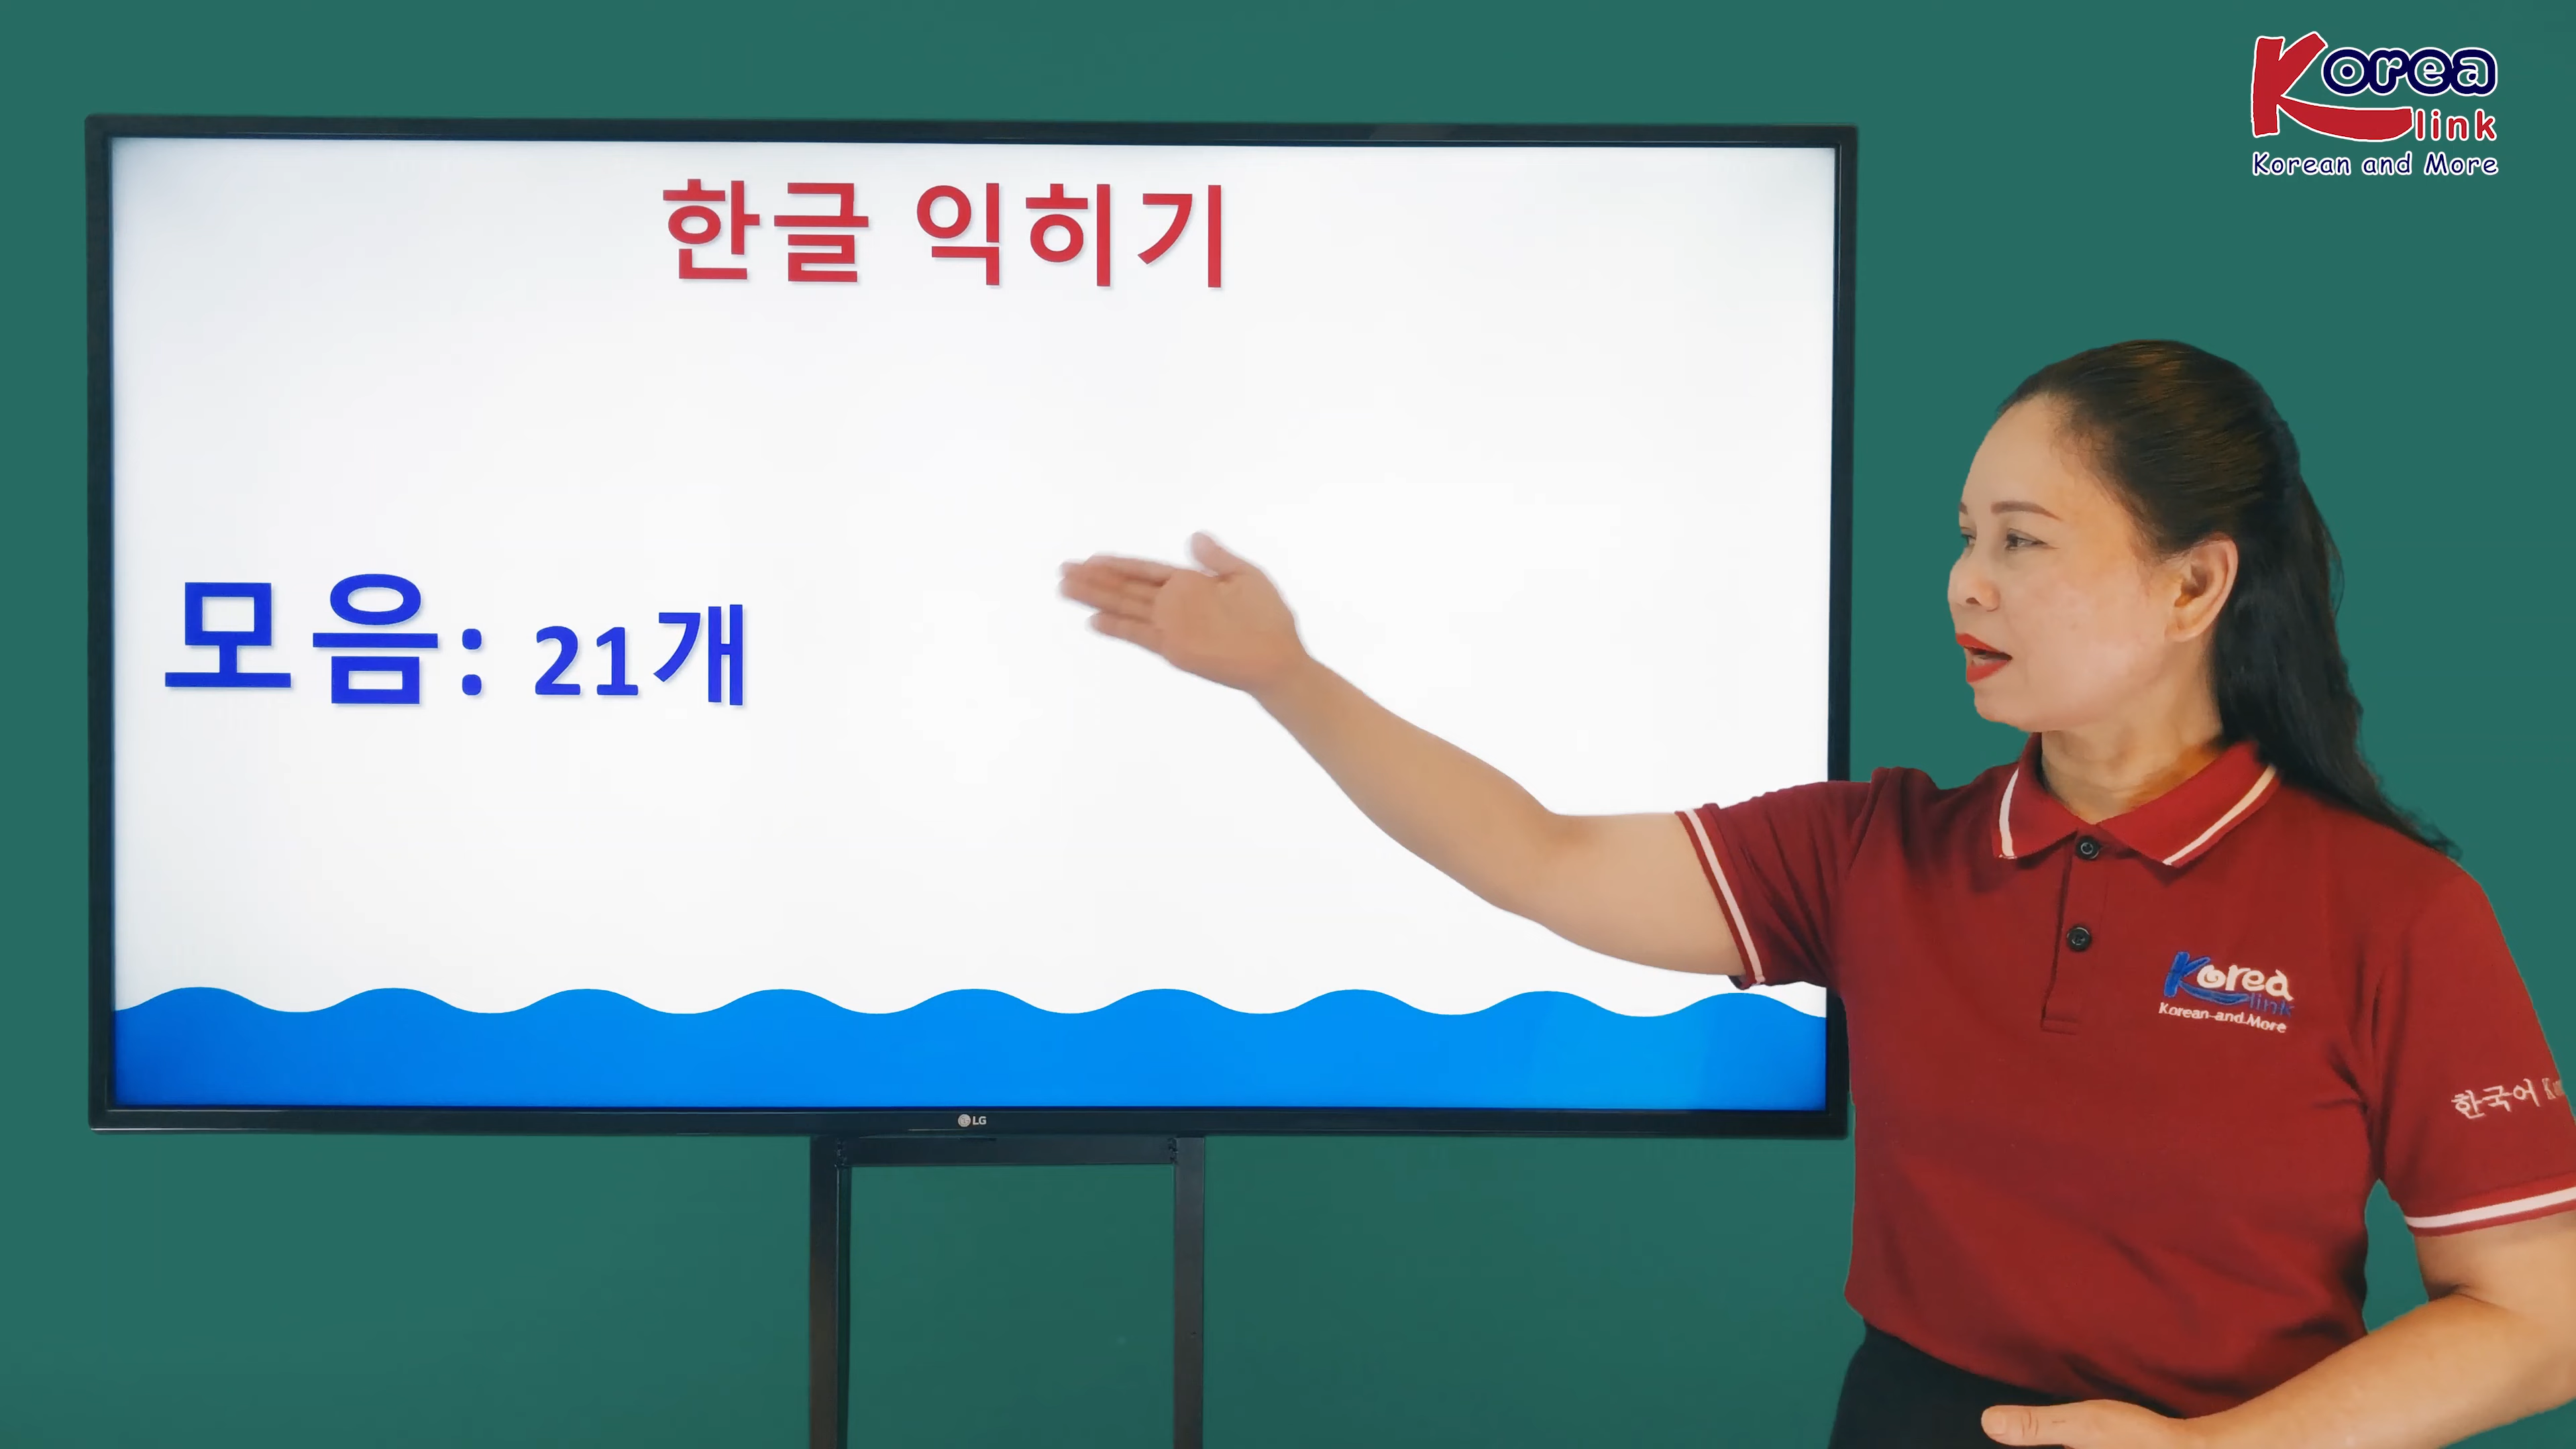 Korea
link
Korean and More
한글 익히기
모음: 21개
LG
Korea
link
Korean and More
한국어